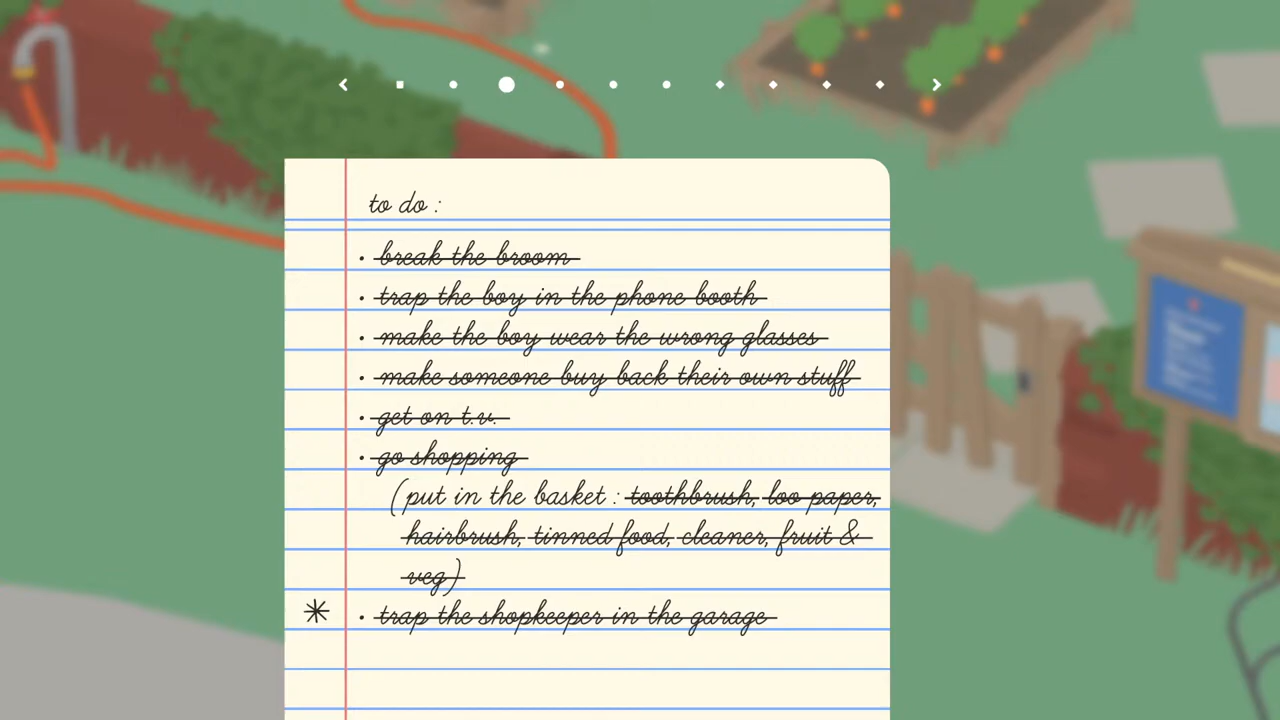 to do :
• break the broom
• trap the boy in the phone booth
• make the boy wear the wrong glasses
• make someone buy back their own stuff
• get on t.v.
• go shopping
(put in the basket : toothbrush, loo paper,
hairbrush, tinned food, cleaner, fruit &
veg)
• trap the shopkeeper in the garage